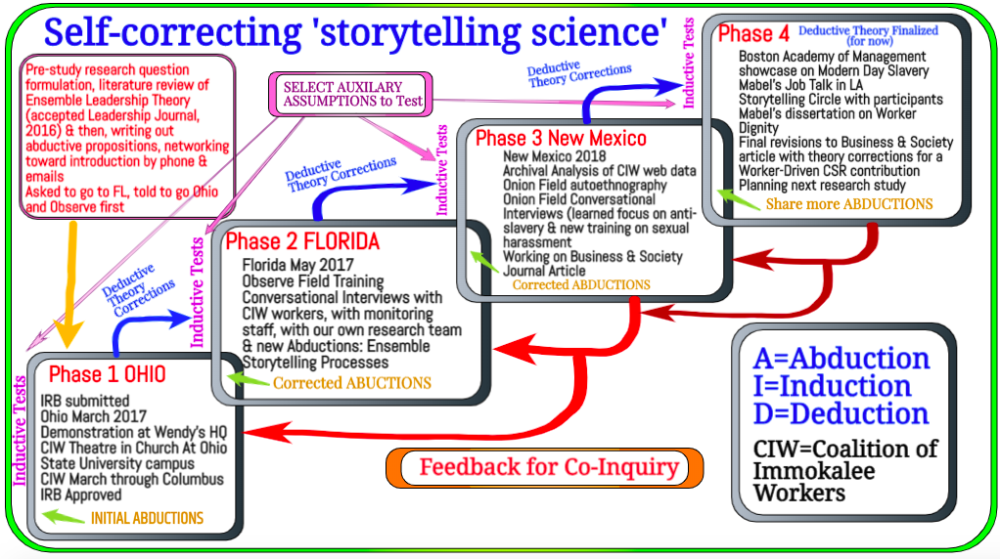 Self-correcting 'storytelling science'
Pre-study research question
formulation, literature review of
Ensemble Leadership Theory
(accepted Leadership Journal,
2016) & then, writing out
abductive propositions, networking
toward introduction by phone &
emails
Asked to go to FL, told to go Ohio
and Observe first
SELECT AUXILARY
ASSUMPTIONS to Test
Deductive
Theory
Corrections
Inductive Tests
Phase 1 OHIO
IRB submitted
Ohio March 2017
Demonstration at Wendy's HQ
CIW Theatre in Church At Ohio
State University campus
CIW March through Columbus
IRB Approved
INITIAL ABDUCTIONS
Deductive
Theory Corrections
Inductive Tests
Phase 2 FLORIDA
Florida May 2017
Observe Field Training
Conversational Interviews with
CIW workers, with monitoring
staff, with our own research team
& new Abductions: Ensemble
Storytelling Processes
Corrected ABUCTIONS
Deductive
Theory Corrections
Inductive Tests
Phase 3 New Mexico
New Mexico 2018
Archival Analysis of CIW web data
Onion Field autoethnography
Onion Field Conversational
Interviews (learned focus on anti-
slavery & new training on sexual
harassment
Working on Business & Society
Journal Article
Corrected ABDUCTIONS
Inductive Tests
Phase 4
Deductive Theory Finalized
(for now)
Boston Academy of Management
showcase on Modern Day Slavery
Mabel's Job Talk in LA
Storytelling Circle with participants
Mabel's dissertation on Worker
Dignity
Final revisions to Business & Society
article with theory corrections for a
Worker-Driven CSR contribution
Planning next research study
Share more ABDUCTIONS
Feedback for Co-Inquiry
A=Abduction
I=Induction
D=Deduction
CIW=Coalition of
Immokalee
Workers